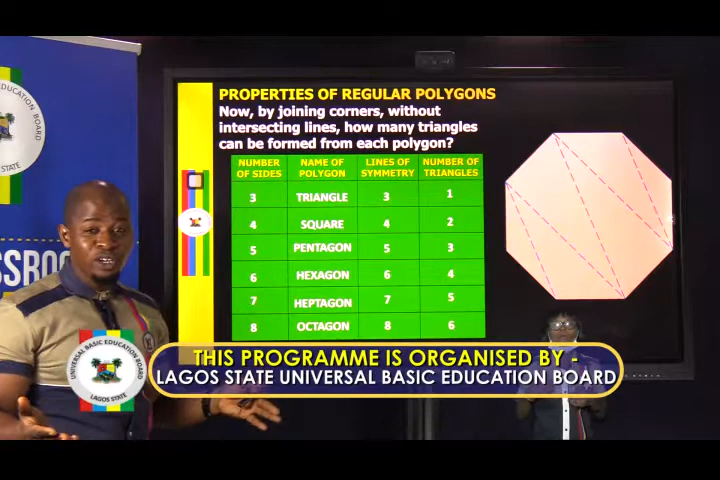 PROPERTIES OF REGULAR POLYGONS
Now, by joining corners, without
intersecting lines, how many triangles
can be formed from each polygon?
NUMBER OF SIDES NAME OF POLYGON LINES OF SYMMETRY NUMBER OF TRIANGLES
3 TRIANGLE 3 1
4 SQUARE 4 2
5 PENTAGON 5 3
6 HEXAGON 6 4
7 HEPTAGON 7 5
8 OCTAGON 8 6
EDUCATION BOARD
STATE
SSROO
UNIVERSAL BASIC EDUCATION BOARD
LAGOS STATE
THIS PROGRAMME IS ORGANISED BY -
LAGOS STATE UNIVERSAL BASIC EDUCATION BOARD